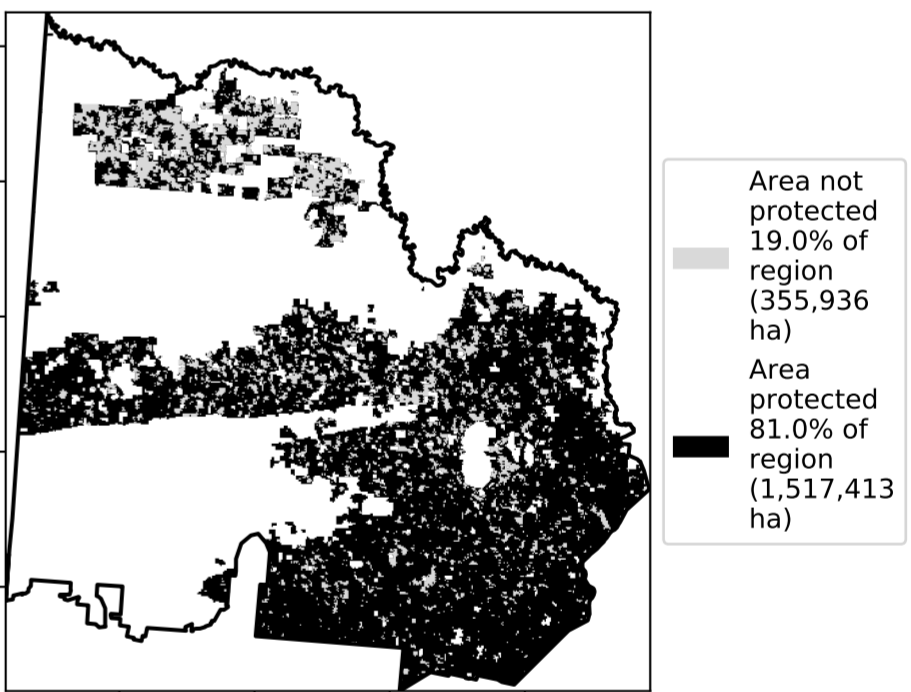 Area not
protected
19.0% of
region
(355,936
ha)
Area
protected
81.0% of
region
(1,517,413
ha)